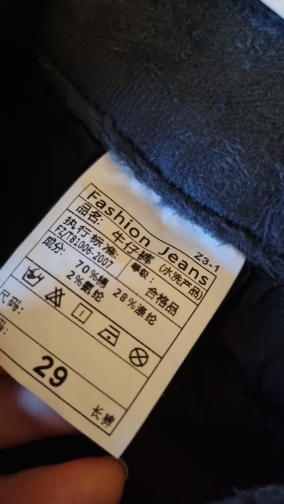 Fashion Jeans
Z3-1
品名: 牛仔裤 (水洗产品)
执行标准:
FZ/T81006-2007 等级: 合格品
成分: 70%棉 28%涤纶
2%氨纶
尺码:
码:
29
长裤